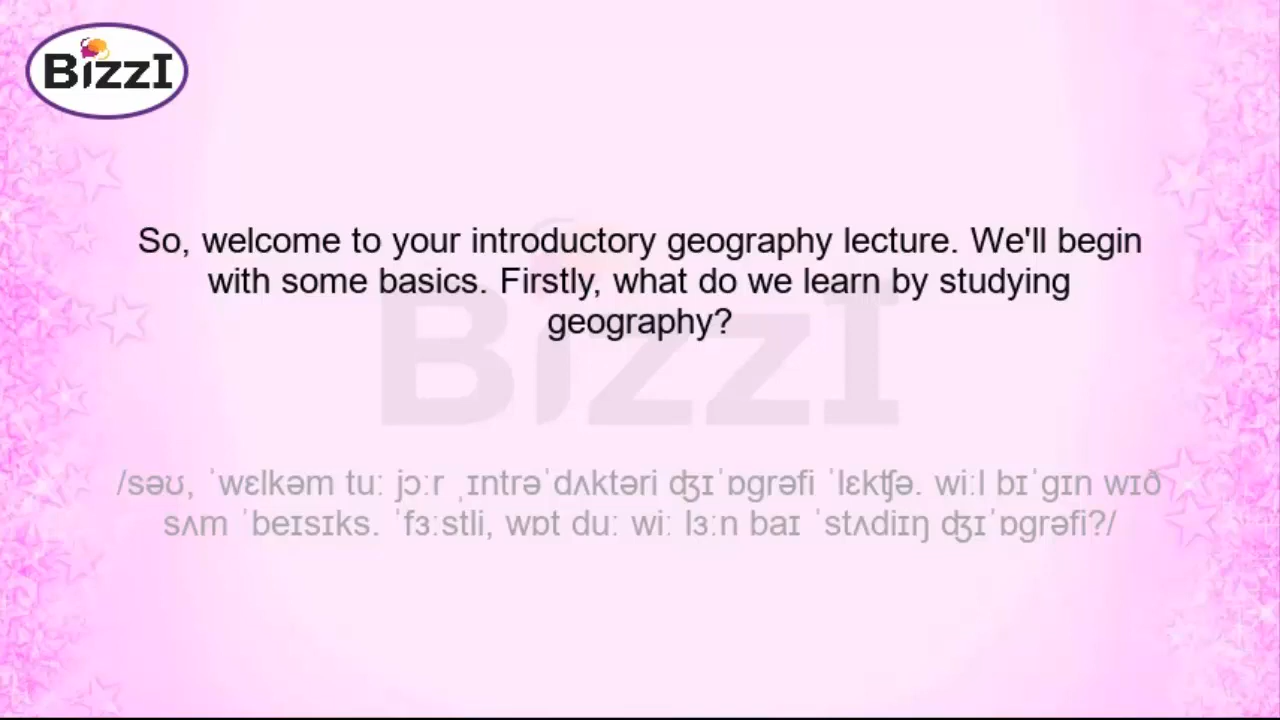 BizzI
So, welcome to your introductory geography lecture. We'll begin
with some basics. Firstly, what do we learn by studying
geography?
BizzI
/səʊ, ˈwɛlkəm tuː jɔːr ˌɪntrəˈdʌktəri ʤɪˈɒgrəfi ˈlɛkʧə. wiːl bɪˈgɪn wɪð
sʌm ˈbeɪsɪks. ˈfɜːstli, wɒt duː wiː lɜːn baɪ ˈstʌdiɪŋ ʤɪˈɒgrəfi?/